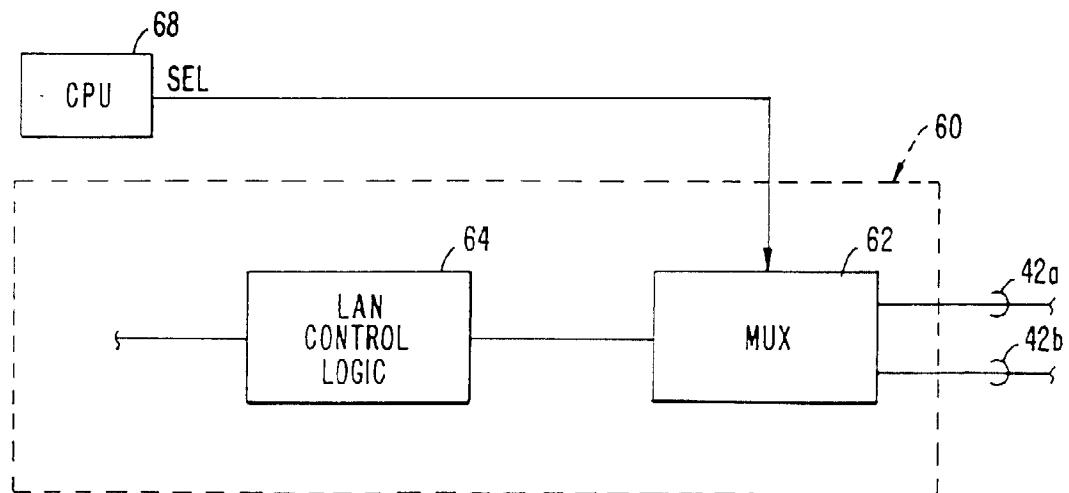 68
CPU
SEL
60
64
62
LAN
CONTROL
LOGIC
MUX
42a
42b